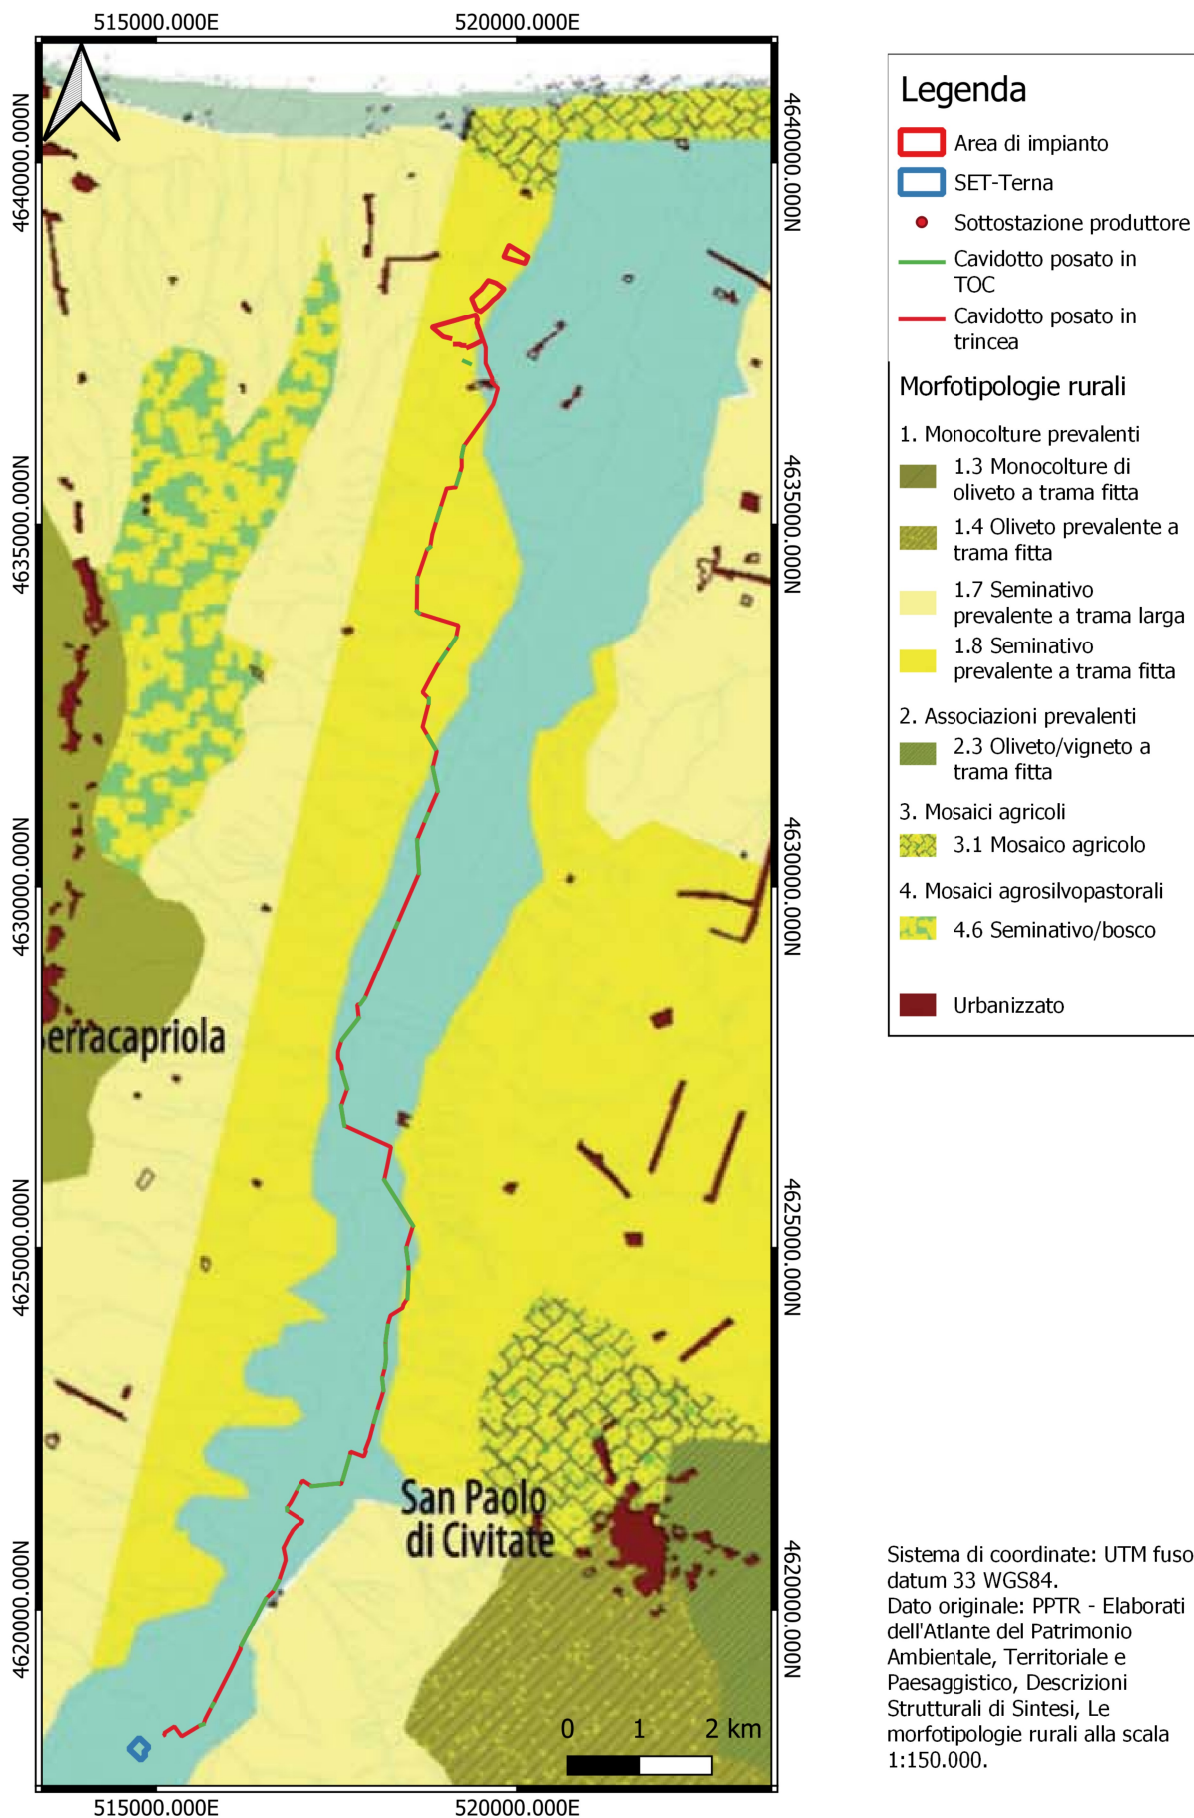 515000.000E
520000.000E
4640000.000N
4640000.000N
4635000.000N
4635000.000N
4630000.000N
4630000.000N
4625000.000N
4625000.000N
4620000.000N
4620000.000N
erracapriola
San Paolo
di Civitate
0 1 2 km
515000.000E
520000.000E
Legenda
Area di impianto
SET-Terna
Sottostazione produttore
Cavidotto posato in
TOC
Cavidotto posato in
trincea
Morfotipologie rurali
1. Monocolture prevalenti
1.3 Monocolture di
oliveto a trama fitta
1.4 Oliveto prevalente a
trama fitta
1.7 Seminativo
prevalente a trama larga
1.8 Seminativo
prevalente a trama fitta
2. Associazioni prevalenti
2.3 Oliveto/vigneto a
trama fitta
3. Mosaici agricoli
3.1 Mosaico agricolo
4. Mosaici agrosilvopastorali
4.6 Seminativo/bosco
Urbanizzato
Sistema di coordinate: UTM fuso
datum 33 WGS84.
Dato originale: PPTR - Elaborati
dell'Atlante del Patrimonio
Ambientale, Territoriale e
Paesaggistico, Descrizioni
Strutturali di Sintesi, Le
morfotipologie rurali alla scala
1:150.000.